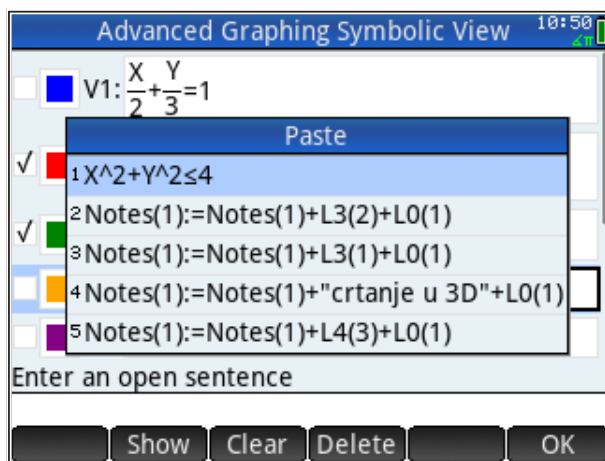 Advanced Graphing Symbolic View 10:50
∡π
V1: X/2+Y/3=1
Paste
1 X^2+Y^2≤4
2 Notes(1):=Notes(1)+L3(2)+L0(1)
3 Notes(1):=Notes(1)+L3(1)+L0(1)
4 Notes(1):=Notes(1)+"crtanje u 3D"+L0(1)
5 Notes(1):=Notes(1)+L4(3)+L0(1)
Enter an open sentence
Show Clear Delete OK